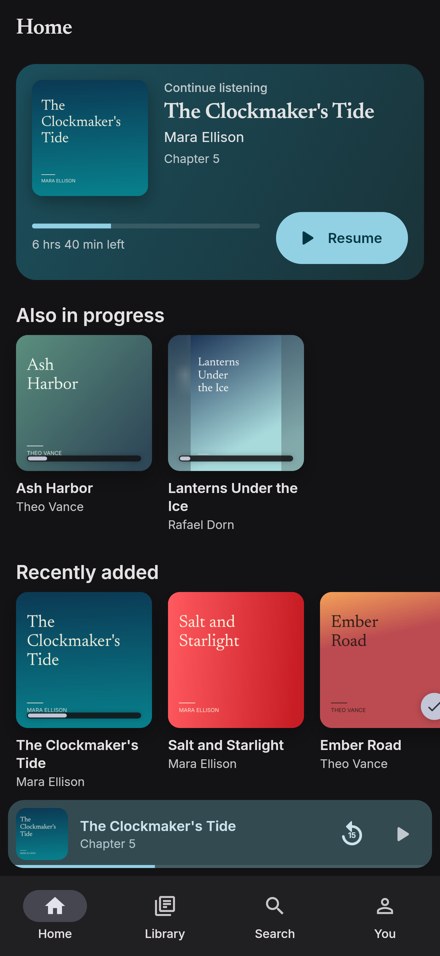 Home
The
Clockmaker's
Tide
MARA ELLISON
Continue listening
The Clockmaker's Tide
Mara Ellison
Chapter 5
6 hrs 40 min left
Resume
Also in progress
Ash
Harbor
THEO VANCE
Lanterns
Under
the Ice
Ash Harbor
Theo Vance
Lanterns Under the
Ice
Rafael Dorn
Recently added
The
Clockmaker's
Tide
MARA ELLISON
Salt and
Starlight
MARA ELLISON
Ember
Road
THEO VANCE
The Clockmaker's
Tide
Mara Ellison
Salt and Starlight
Mara Ellison
Ember Road
Theo Vance
The
Clockmaker's
Tide
The Clockmaker's Tide
Chapter 5
15
Home
Library
Search
You